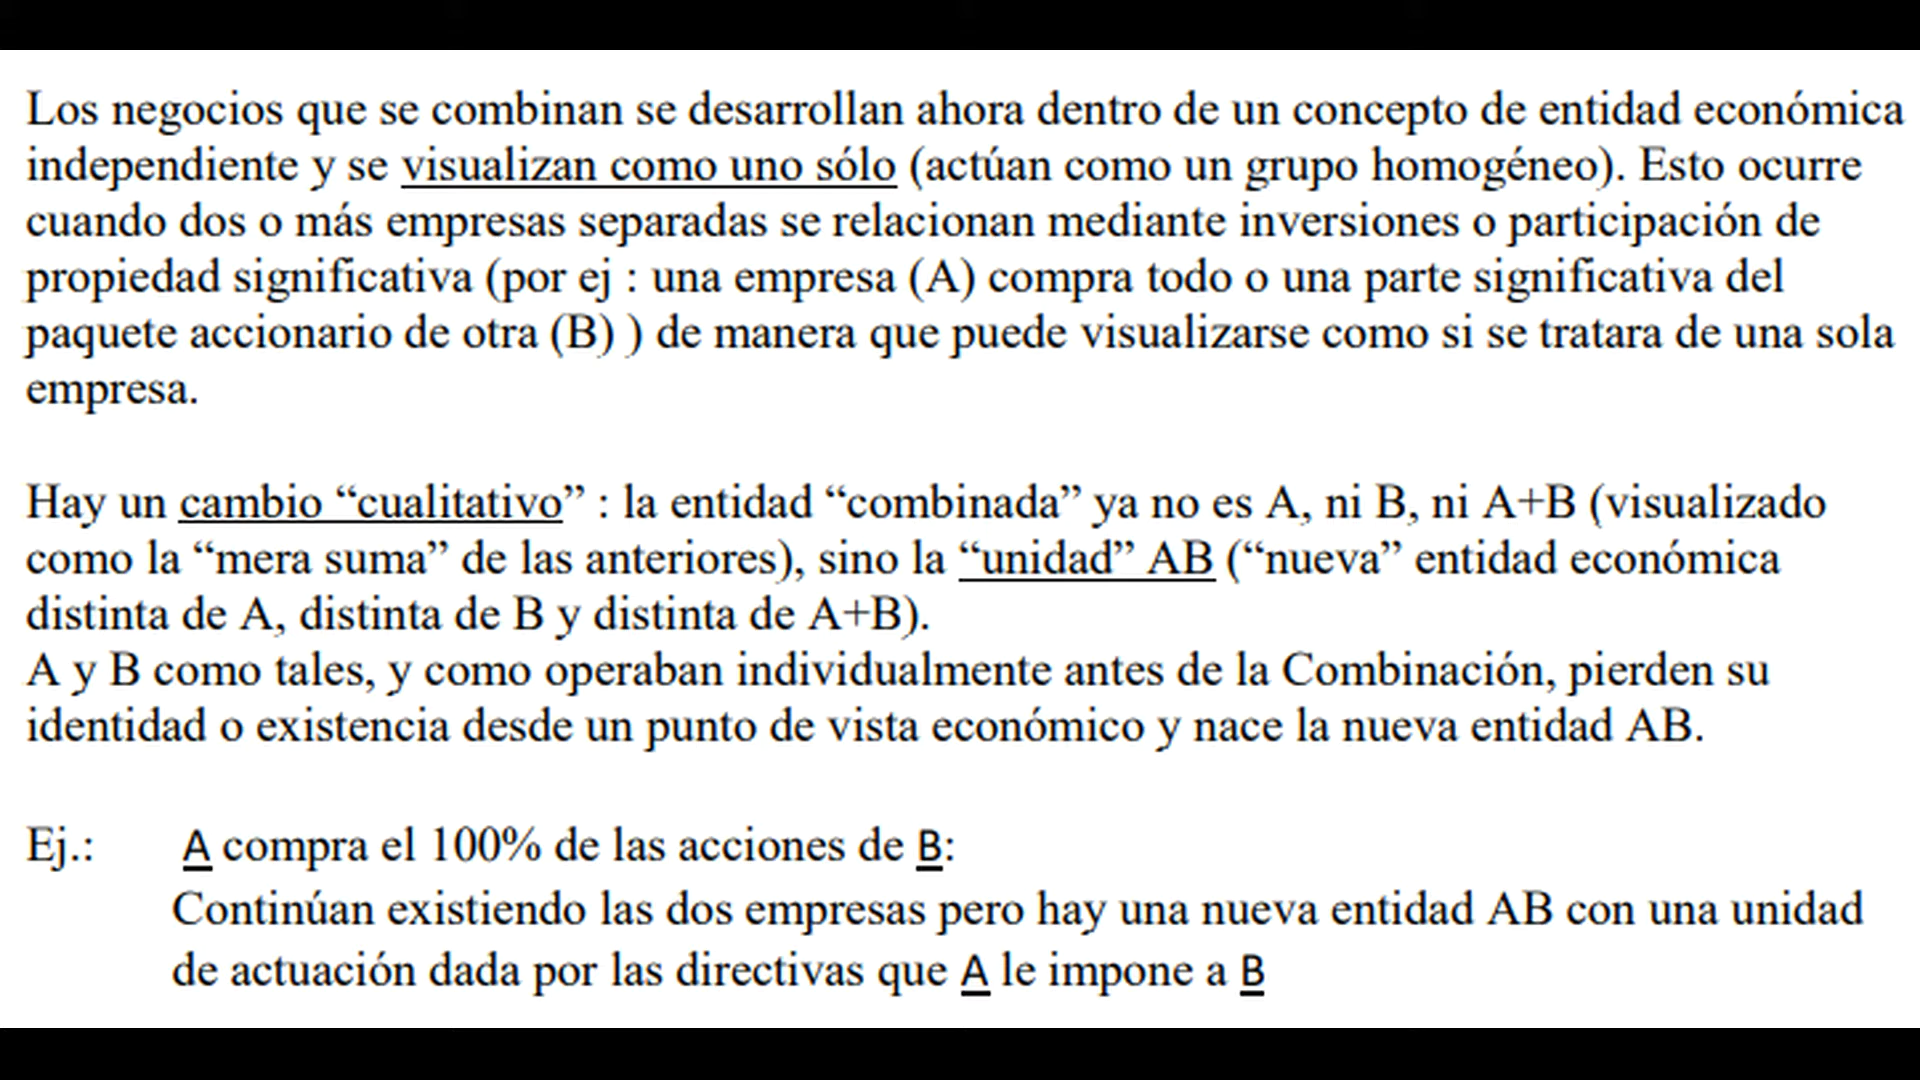 Los negocios que se combinan se desarrollan ahora dentro de un concepto de entidad económica
independiente y se visualizan como uno sólo (actúan como un grupo homogéneo). Esto ocurre
cuando dos o más empresas separadas se relacionan mediante inversiones o participación de
propiedad significativa (por ej : una empresa (A) compra todo o una parte significativa del
paquete accionario de otra (B) ) de manera que puede visualizarse como si se tratara de una sola
empresa.
Hay un cambio “cualitativo” : la entidad “combinada” ya no es A, ni B, ni A+B (visualizado
como la “mera suma” de las anteriores), sino la “unidad” AB (“nueva” entidad económica
distinta de A, distinta de B y distinta de A+B).
A y B como tales, y como operaban individualmente antes de la Combinación, pierden su
identidad o existencia desde un punto de vista económico y nace la nueva entidad AB.
Ej.: A compra el 100% de las acciones de B:
Continúan existiendo las dos empresas pero hay una nueva entidad AB con una unidad
de actuación dada por las directivas que A le impone a B